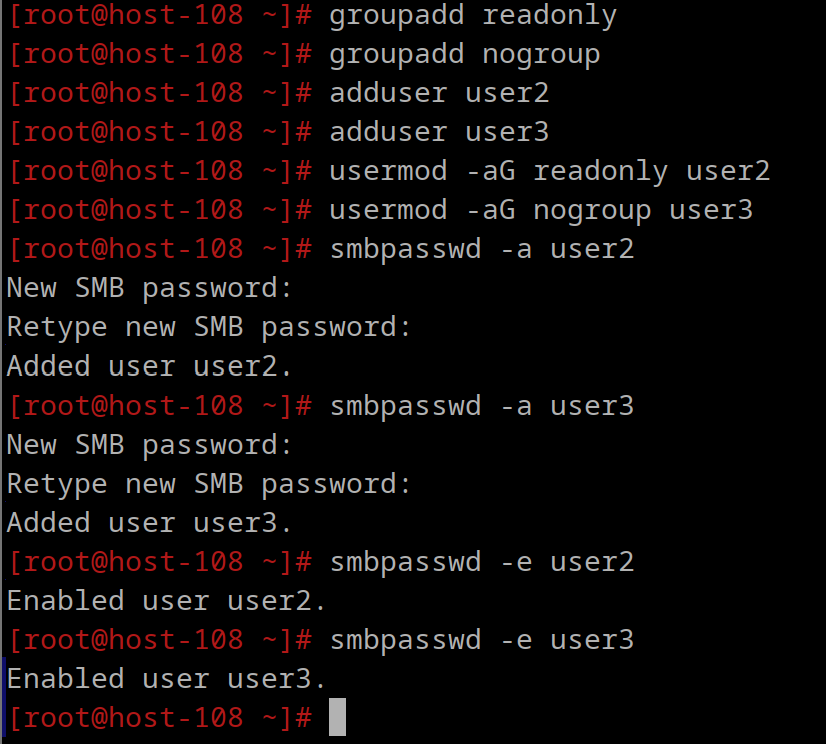 [root@host-108 ~]# groupadd readonly
[root@host-108 ~]# groupadd nogroup
[root@host-108 ~]# adduser user2
[root@host-108 ~]# adduser user3
[root@host-108 ~]# usermod -aG readonly user2
[root@host-108 ~]# usermod -aG nogroup user3
[root@host-108 ~]# smbpasswd -a user2
New SMB password:
Retype new SMB password:
Added user user2.
[root@host-108 ~]# smbpasswd -a user3
New SMB password:
Retype new SMB password:
Added user user3.
[root@host-108 ~]# smbpasswd -e user2
Enabled user user2.
[root@host-108 ~]# smbpasswd -e user3
Enabled user user3.
[root@host-108 ~]#